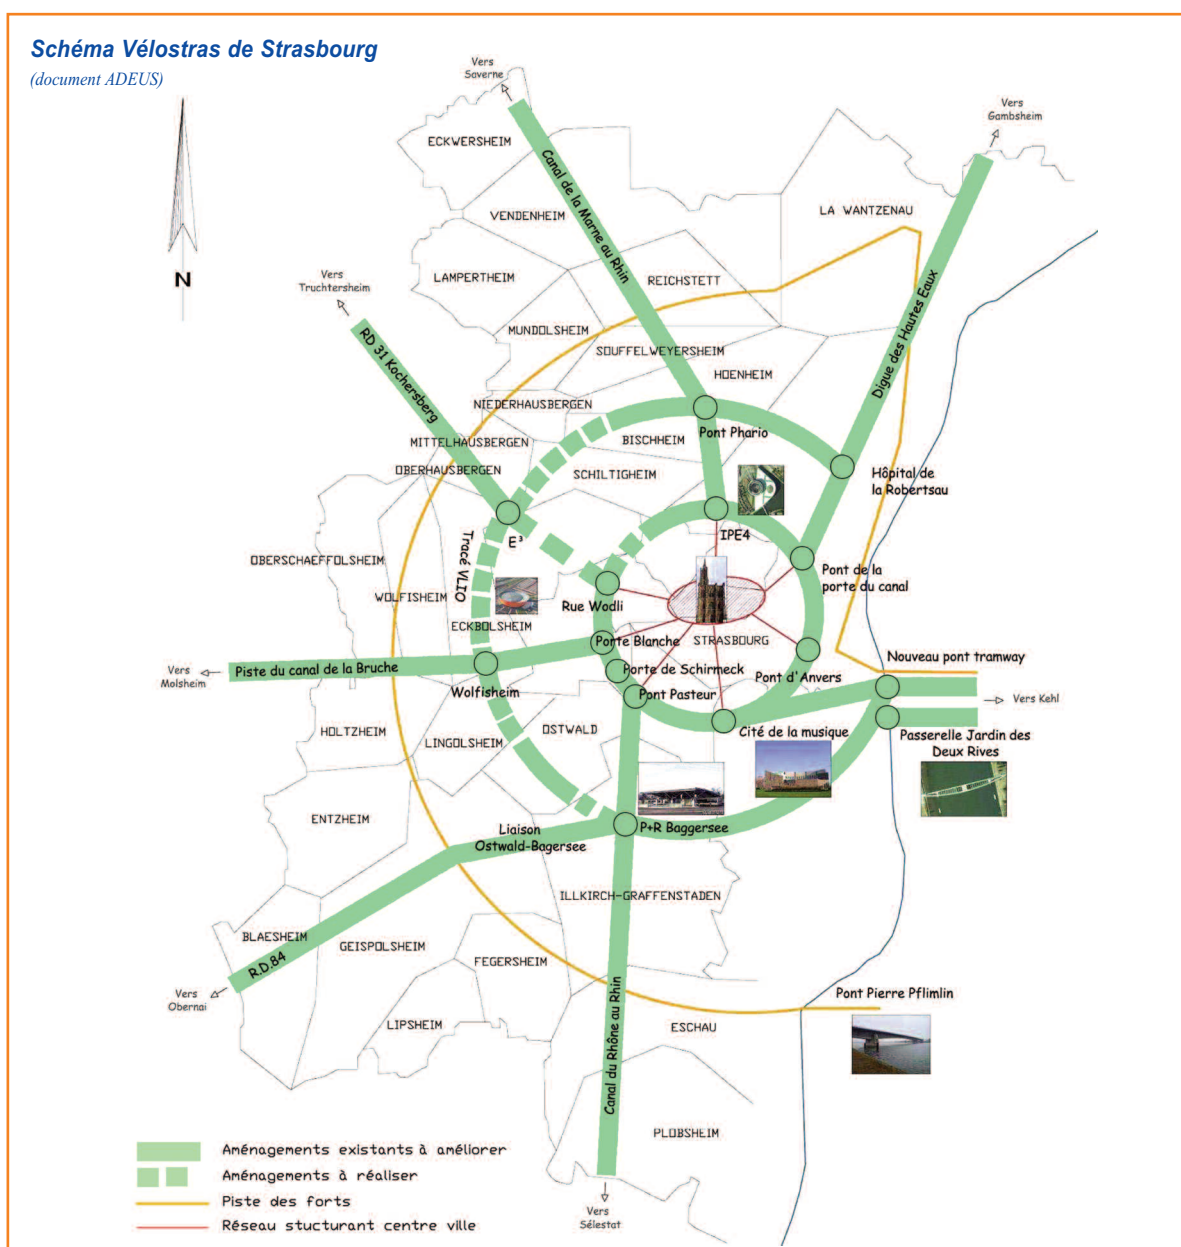 Schéma Vélostras de Strasbourg
(document ADEUS)
Vers
Saverne
Vers
Gambsheim
N
ECKWERSHEIM
Canal de la Marne au Rhin
VENDENHEIM
LA WANTZENAU
Vers
Truchtersheim
LAMPERTHEIM
REICHSTETT
Digue des Hautes Eaux
RD 31 Kochersberg
MUNDOLSHEIM
SOUFFELWEYERSHEIM
HOENHEIM
NIEDERHAUSBERGEN
Pont Phario
MITTELHAUSBERGEN
BISCHHEIM
OBERHAUSBERGEN
SCHILTIGHEIM
Hôpital de
la Robertsau
E³
IPE4
Tracé VLIO
OBERSCHAEFFOLSHEIM
Pont de la
porte du canal
WOLFISHEIM
Rue Wodli
ECKBOLSHEIM
Porte Blanche
STRASBOURG
Nouveau pont tramway
Vers
Molsheim
Piste du canal de la Bruche
Porte de Schirmeck
Pont d'Anvers
Wolfisheim
Pont Pasteur
Vers Kehl
HOLTZHEIM
LINGOLSHEIM
OSTWALD
Cité de la musique
Passerelle Jardin des
Deux Rives
ENTZHEIM
Liaison
Ostwald-Bagersee
P+R Baggersee
ILLKIRCH-GRAFFENSTADEN
BLAESHEIM
GEISPOLSHEIM
R.D.84
FEGERSHEIM
Vers
Obernai
Pont Pierre Pflimlin
LIPSHEIM
ESCHAU
Canal du Rhône au Rhin
PLOBSHEIM
Aménagements existants à améliorer
Aménagements à réaliser
Piste des forts
Réseau stucturant centre ville
Vers
Sélestat